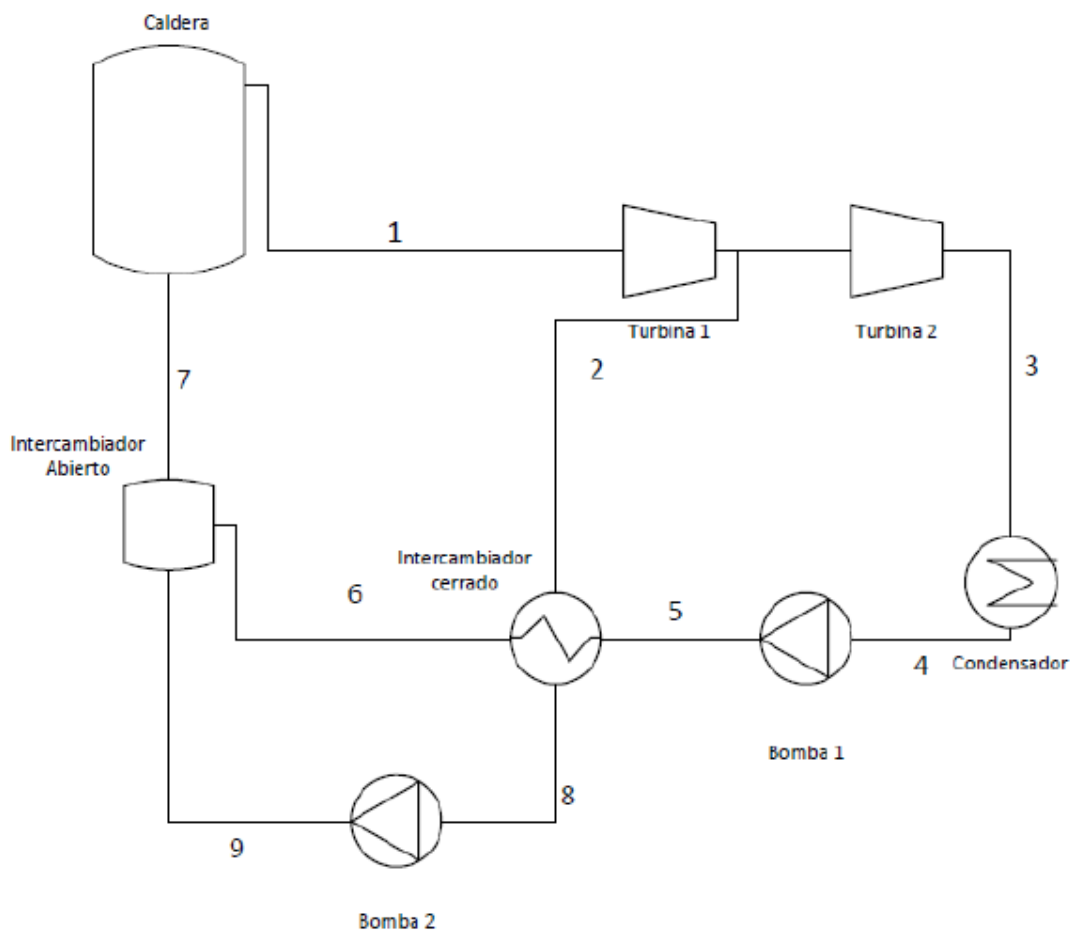 Caldera
1
Turbina 1
Turbina 2
2
3
7
Intercambiador
Abierto
Intercambiador
cerrado
6
5
4
Condensador
Bomba 1
8
9
Bomba 2